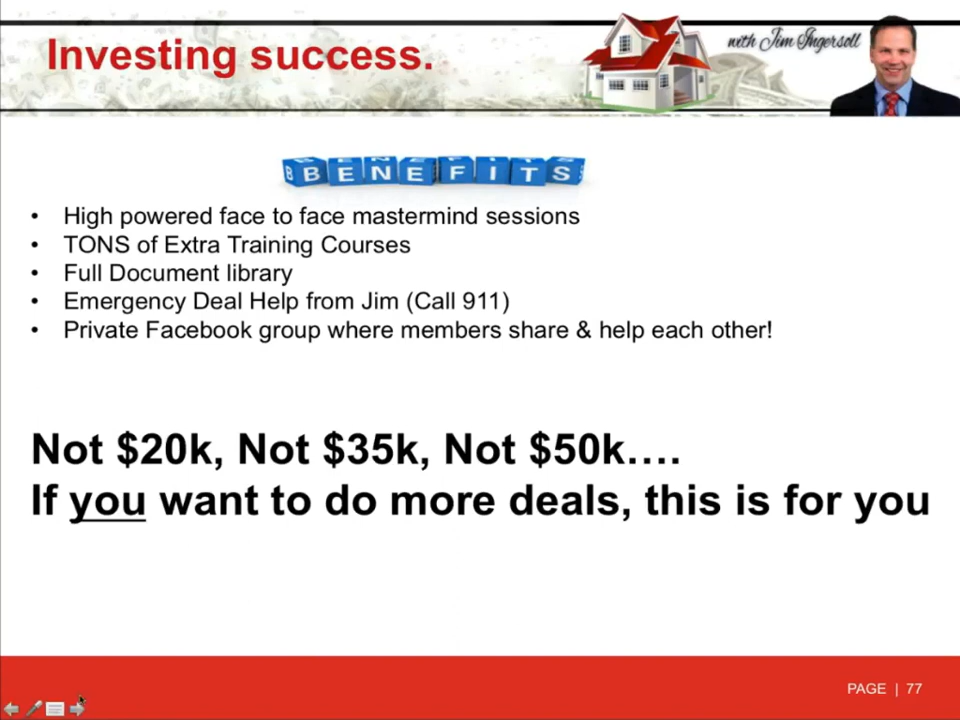 Investing success.
with Jim Ingersoll
BENEFITS
• High powered face to face mastermind sessions
• TONS of Extra Training Courses
• Full Document library
• Emergency Deal Help from Jim (Call 911)
• Private Facebook group where members share & help each other!
Not $20k, Not $35k, Not $50k….
If you want to do more deals, this is for you
PAGE | 77